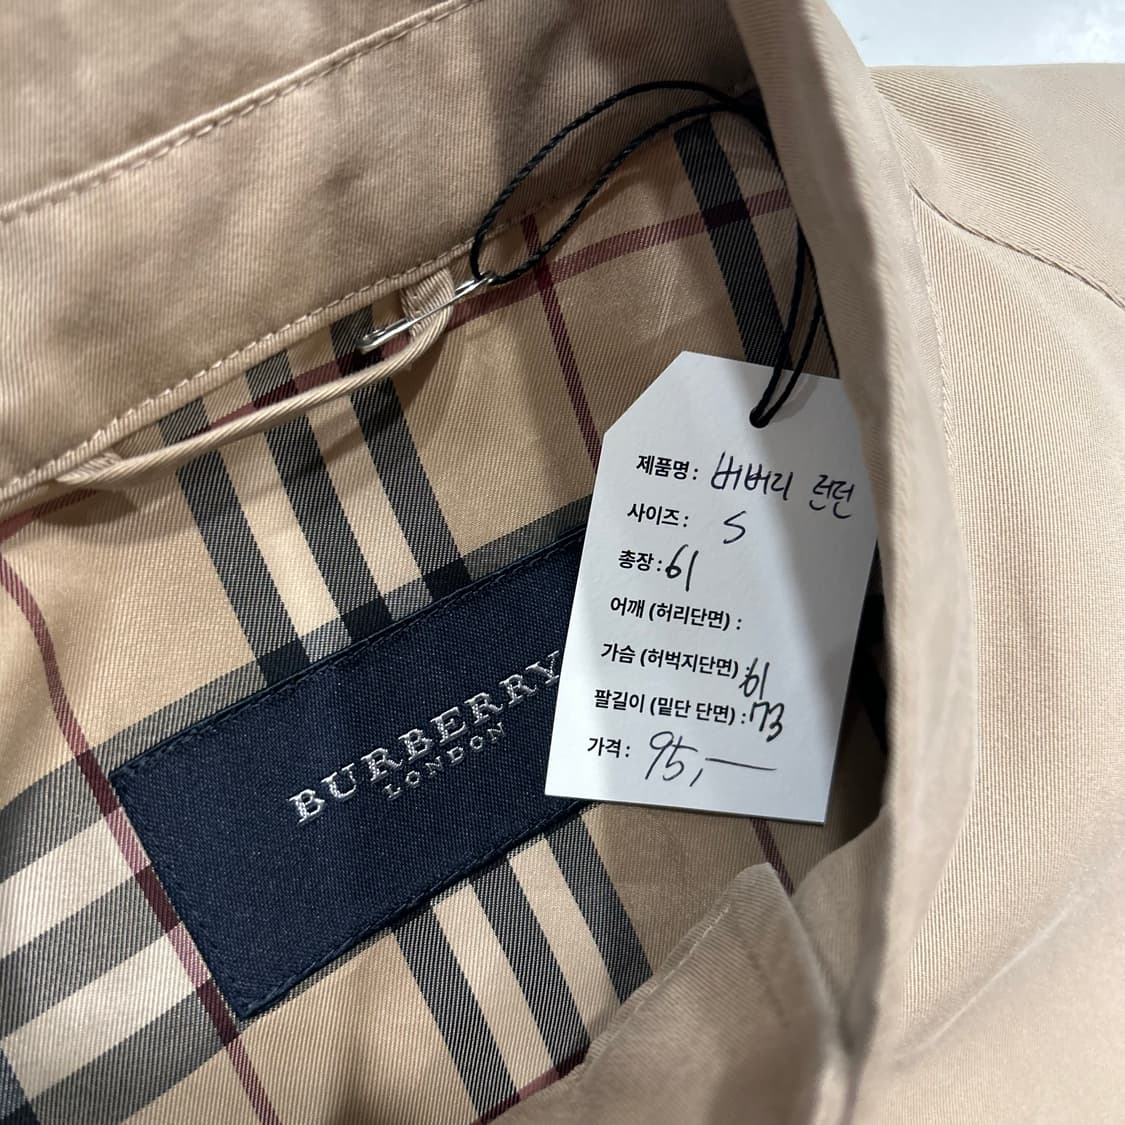 제품명: 버버리 런던
사이즈: S
총장: 61
어깨 (허리단면) :
가슴 (허벅지단면) : 61
팔길이 (밑단 단면) : 73
가격: 95,—
BURBERRY
LONDON